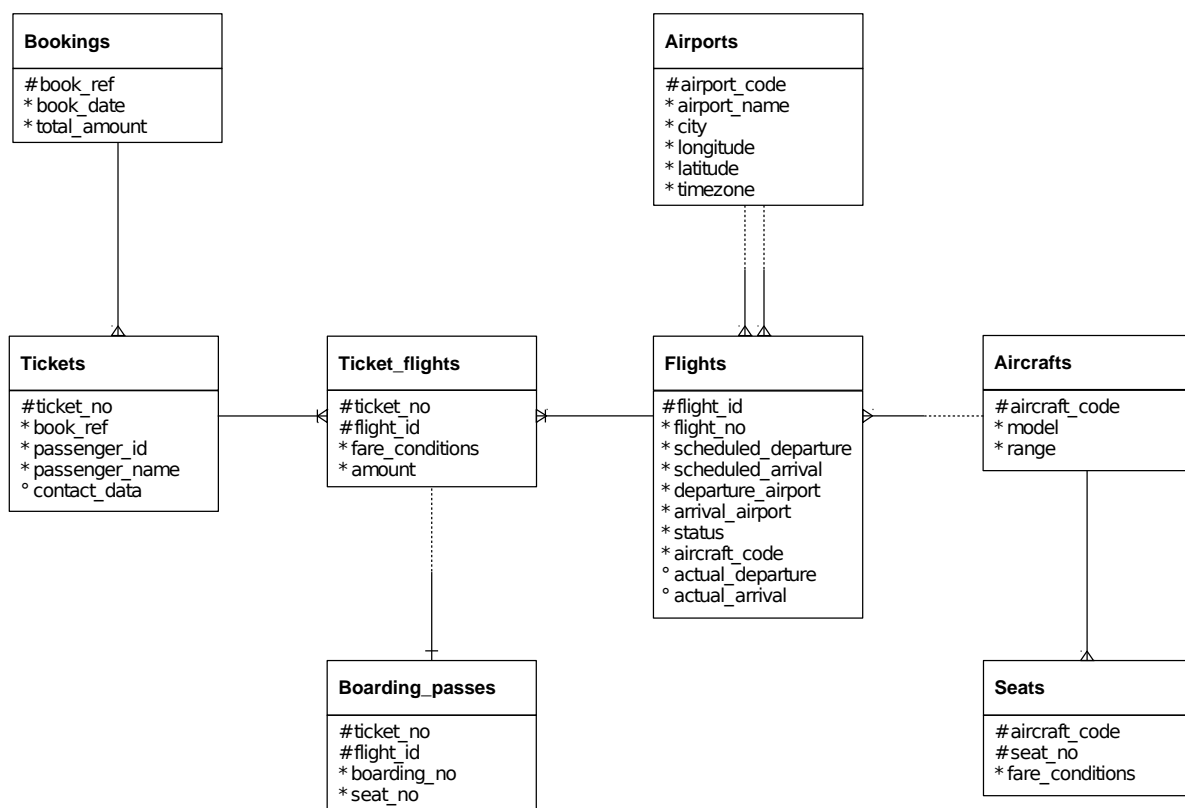 Bookings
#book_ref
*book_date
*total_amount
Airports
#airport_code
*airport_name
*city
*longitude
*latitude
*timezone
Tickets
#ticket_no
*book_ref
*passenger_id
*passenger_name
° contact_data
Ticket_flights
#ticket_no
#flight_id
*fare_conditions
*amount
Flights
#flight_id
*flight_no
*scheduled_departure
*scheduled_arrival
*departure_airport
*arrival_airport
*status
*aircraft_code
° actual_departure
° actual_arrival
Aircrafts
#aircraft_code
*model
*range
Boarding_passes
#ticket_no
#flight_id
*boarding_no
*seat_no
Seats
#aircraft_code
#seat_no
*fare_conditions